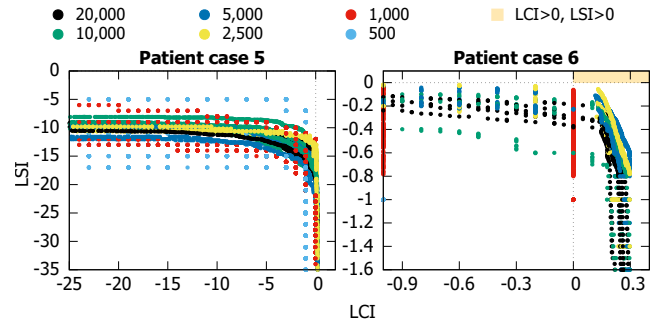 20,000 5,000 1,000 LCI>0, LSI>0
10,000 2,500 500
Patient case 5 Patient case 6
0 0
-5 -0.2
-10 -0.4
-15 -0.6
-20 -0.8
-25 -1
-30 -1.2
-35 -1.4
-1.6
LSI
-25 -20 -15 -10 -5 0 -0.9 -0.6 -0.3 0 0.3
LCI